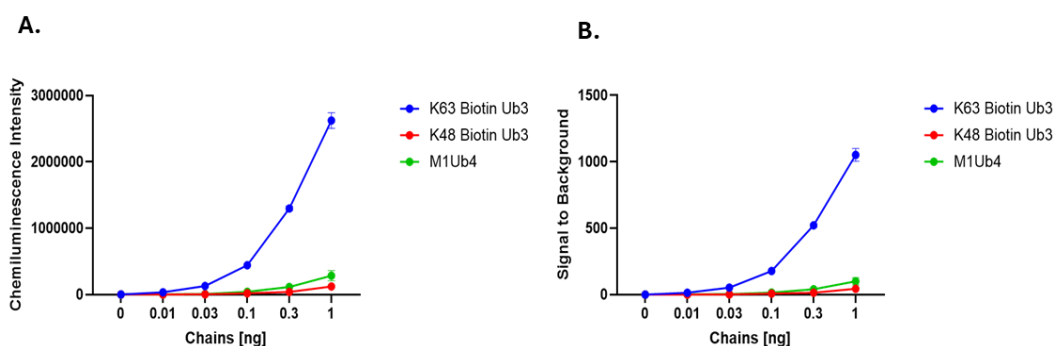 A.
Chemiluminescence Intensity
3000000
2000000
1000000
0
0 0.01 0.03 0.1 0.3 1
Chains [ng]
K63 Biotin Ub3
K48 Biotin Ub3
M1Ub4
B.
Signal to Background
1500
1000
500
0
0 0.01 0.03 0.1 0.3 1
Chains [ng]
K63 Biotin Ub3
K48 Biotin Ub3
M1Ub4